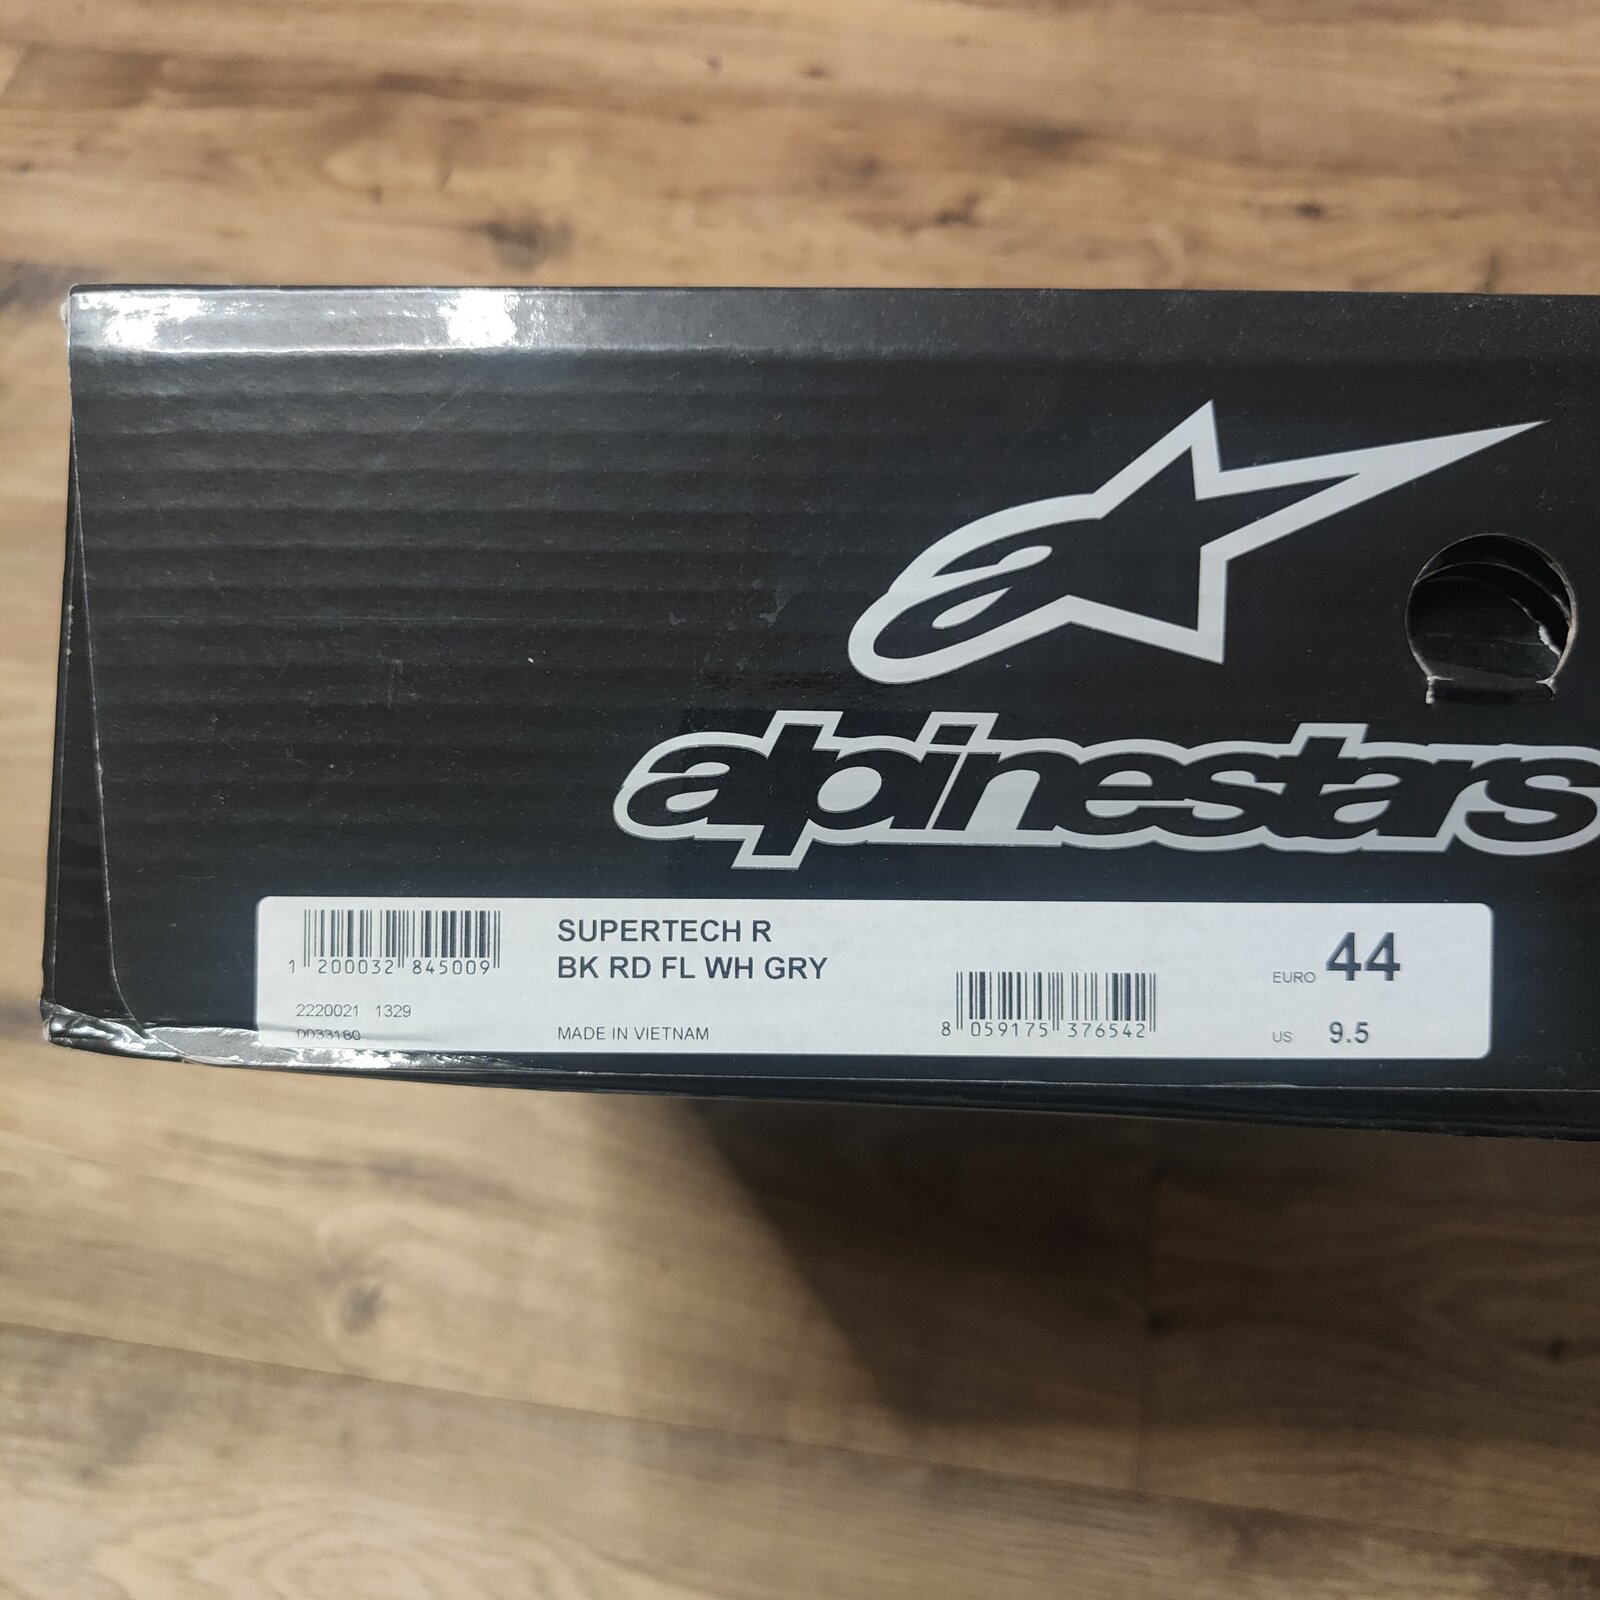 alpinestars
1 200032 845009
SUPERTECH R
BK RD FL WH GRY
2220021 1329
DD33180
MADE IN VIETNAM
8 059175 376542
EURO 44
US 9.5